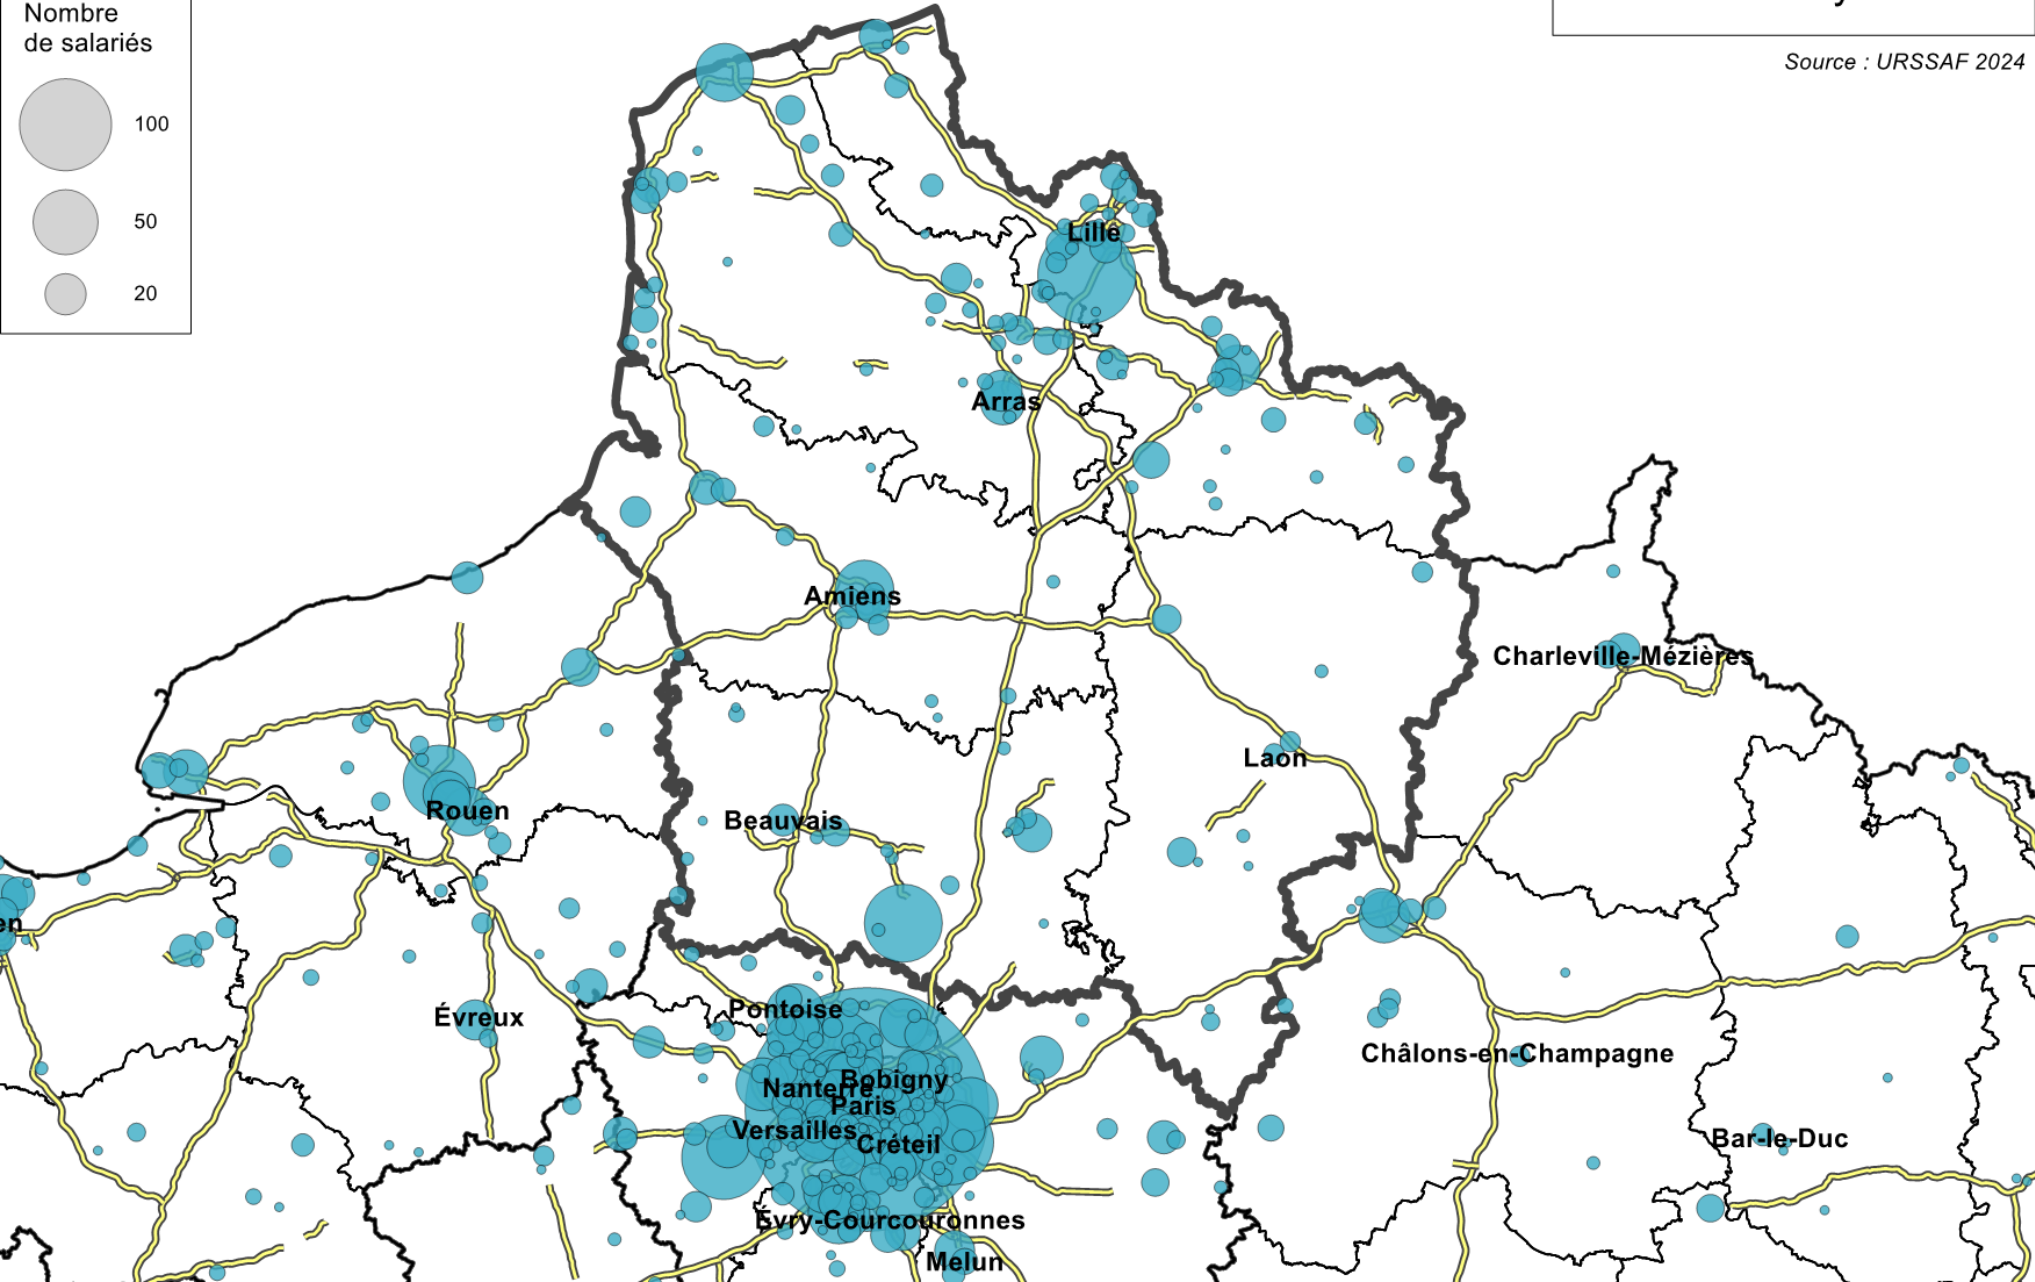 Nombre
de salariés
100
50
20
Source : URSSAF 2024
Lille
Arras
Amiens
Charleville-Mézières
Laon
Rouen
Beauvais
en
Pontoise
Évreux
Châlons-en-Champagne
Bobigny
Nanterre
Paris
Versailles
Créteil
Bar-le-Duc
Évry-Courcouronnes
Melun